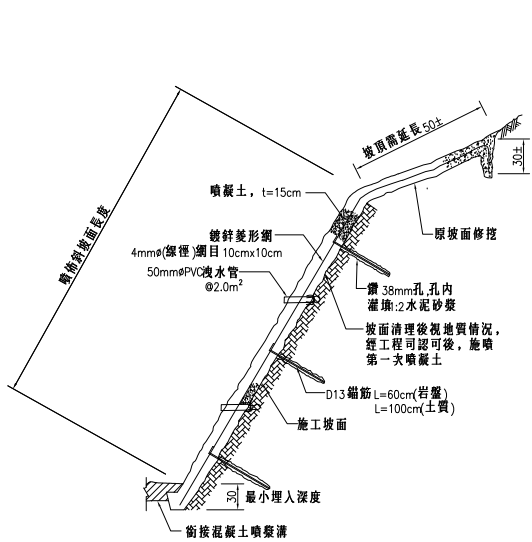 坡頂需延長50±
30±
噴凝土, t=15cm
噴佈斜坡面長度
鍍鋅菱形網
4mmø(線徑)網目10cmx10cm
50mmøPVC洩水管
@2.0m²
原坡面修挖
鑽38mm孔,孔內
灌填1:2水泥砂漿
坡面清理後視地質情況,
經工程司認可後,施噴
第一次噴凝土
D13錨筋L=60cm(岩盤)
L=100cm(土質)
施工坡面
30
最小埋入深度
銜接混凝土噴漿溝